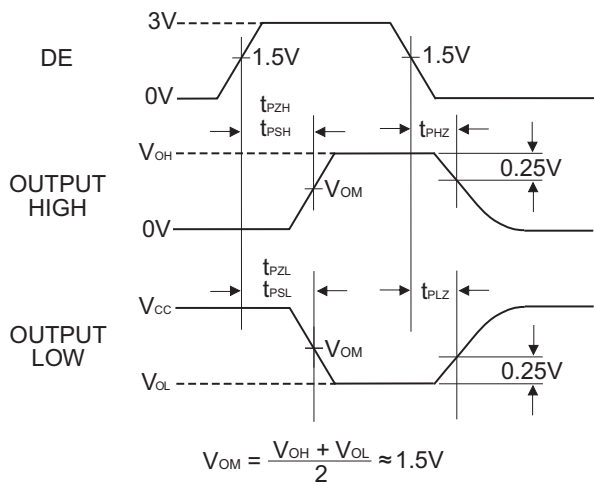 3V
DE
1.5V
1.5V
0V
tPZH
tPSH
tPHZ
VOH
0.25V
OUTPUT
HIGH
VOM
0V
tPZL
tPSL
tPLZ
VCC
OUTPUT
LOW
VOM
0.25V
VOL
VOM = VOH + VOL / 2 ≈ 1.5V